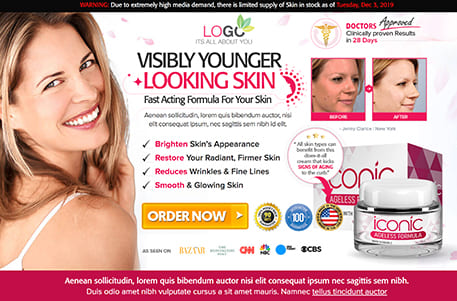 WARNING: Due to extremely high media demand, there is limited supply of Skin in stock as of Tuesday, Dec 3, 2019
LOGO
ITS ALL ABOUT YOU
DOCTORS Approved
Clinically proven Results
in 28 Days
VISIBLY YOUNGER
LOOKING SKIN
Fast Acting Formula For Your Skin
Aenean sollicitudin, lorem quis bibendum auctor, nisi
elit consequat ipsum, nec sagittis sem nibh id elit.
BEFORE
AFTER
- Jenny Clarice : New York
Brighten Skin's Appearance
Restore Your Radiant, Firmer Skin
Reduces Wrinkles & Fine Lines
Smooth & Glowing Skin
"All skin types can
benefit from this
does-it-all
cream that kicks
SIGNS OF AGING
to the curb."
iconic
AGELESS FORMULA
iconic
AGELESS FORMULA
ORDER NOW
100%
AS SEEN ON
BAZAAR
CNN
NBC
CBS
Aenean sollicitudin, lorem quis bibendum auctor nisi elit consequat ipsum nec sagittis sem nibh.
Duis odio amet nibh vulputate cursus a sit amet mauris. Namnec tellus tincidunt auctor